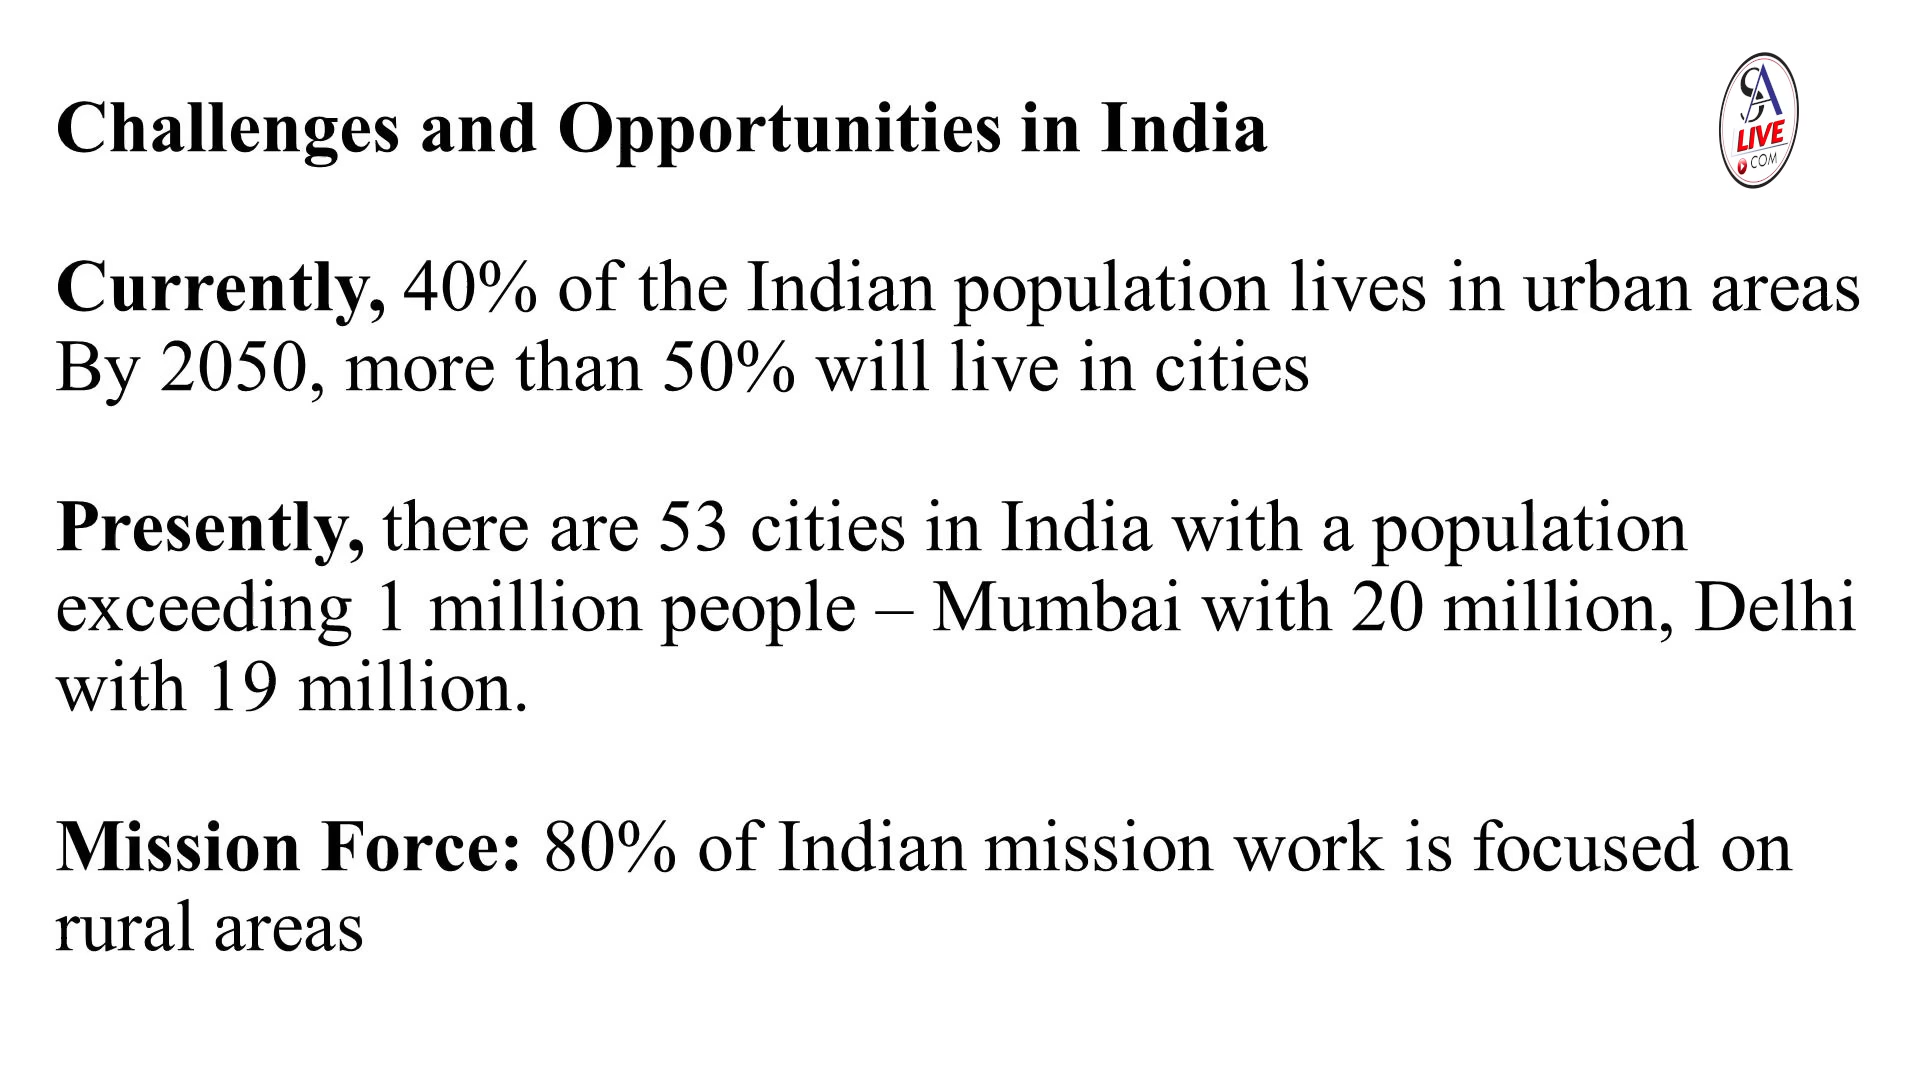 Challenges and Opportunities in India
SA
LIVE
COM
Currently, 40% of the Indian population lives in urban areas
By 2050, more than 50% will live in cities
Presently, there are 53 cities in India with a population
exceeding 1 million people – Mumbai with 20 million, Delhi
with 19 million.
Mission Force: 80% of Indian mission work is focused on
rural areas